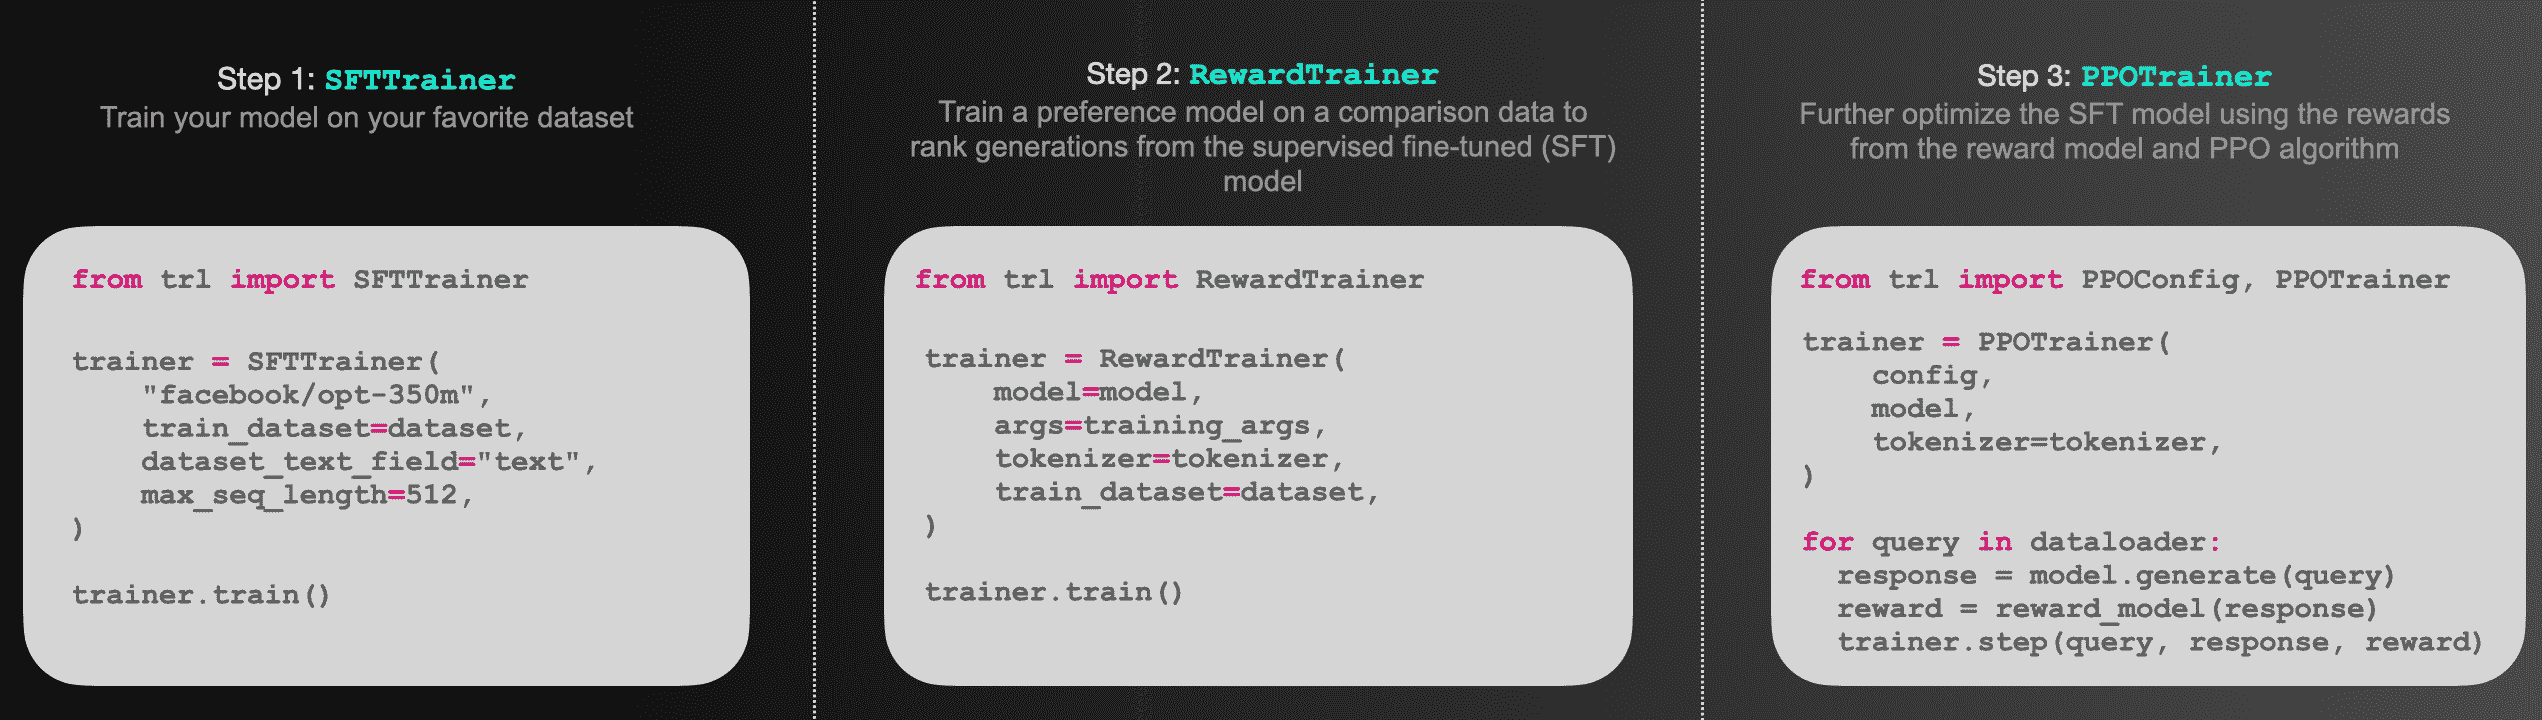 Step 1: SFTTrainer
Train your model on your favorite dataset
from trl import SFTTrainer
trainer = SFTTrainer(
    "facebook/opt-350m",
    train_dataset=dataset,
    dataset_text_field="text",
    max_seq_length=512,
)
trainer.train()
Step 2: RewardTrainer
Train a preference model on a comparison data to
rank generations from the supervised fine-tuned (SFT)
model
from trl import RewardTrainer
trainer = RewardTrainer(
    model=model,
    args=training_args,
    tokenizer=tokenizer,
    train_dataset=dataset,
)
trainer.train()
Step 3: PPOTrainer
Further optimize the SFT model using the rewards
from the reward model and PPO algorithm
from trl import PPOConfig, PPOTrainer
trainer = PPOTrainer(
    config,
    model,
    tokenizer=tokenizer,
)
for query in dataloader:
  response = model.generate(query)
  reward = reward_model(response)
  trainer.step(query, response, reward)